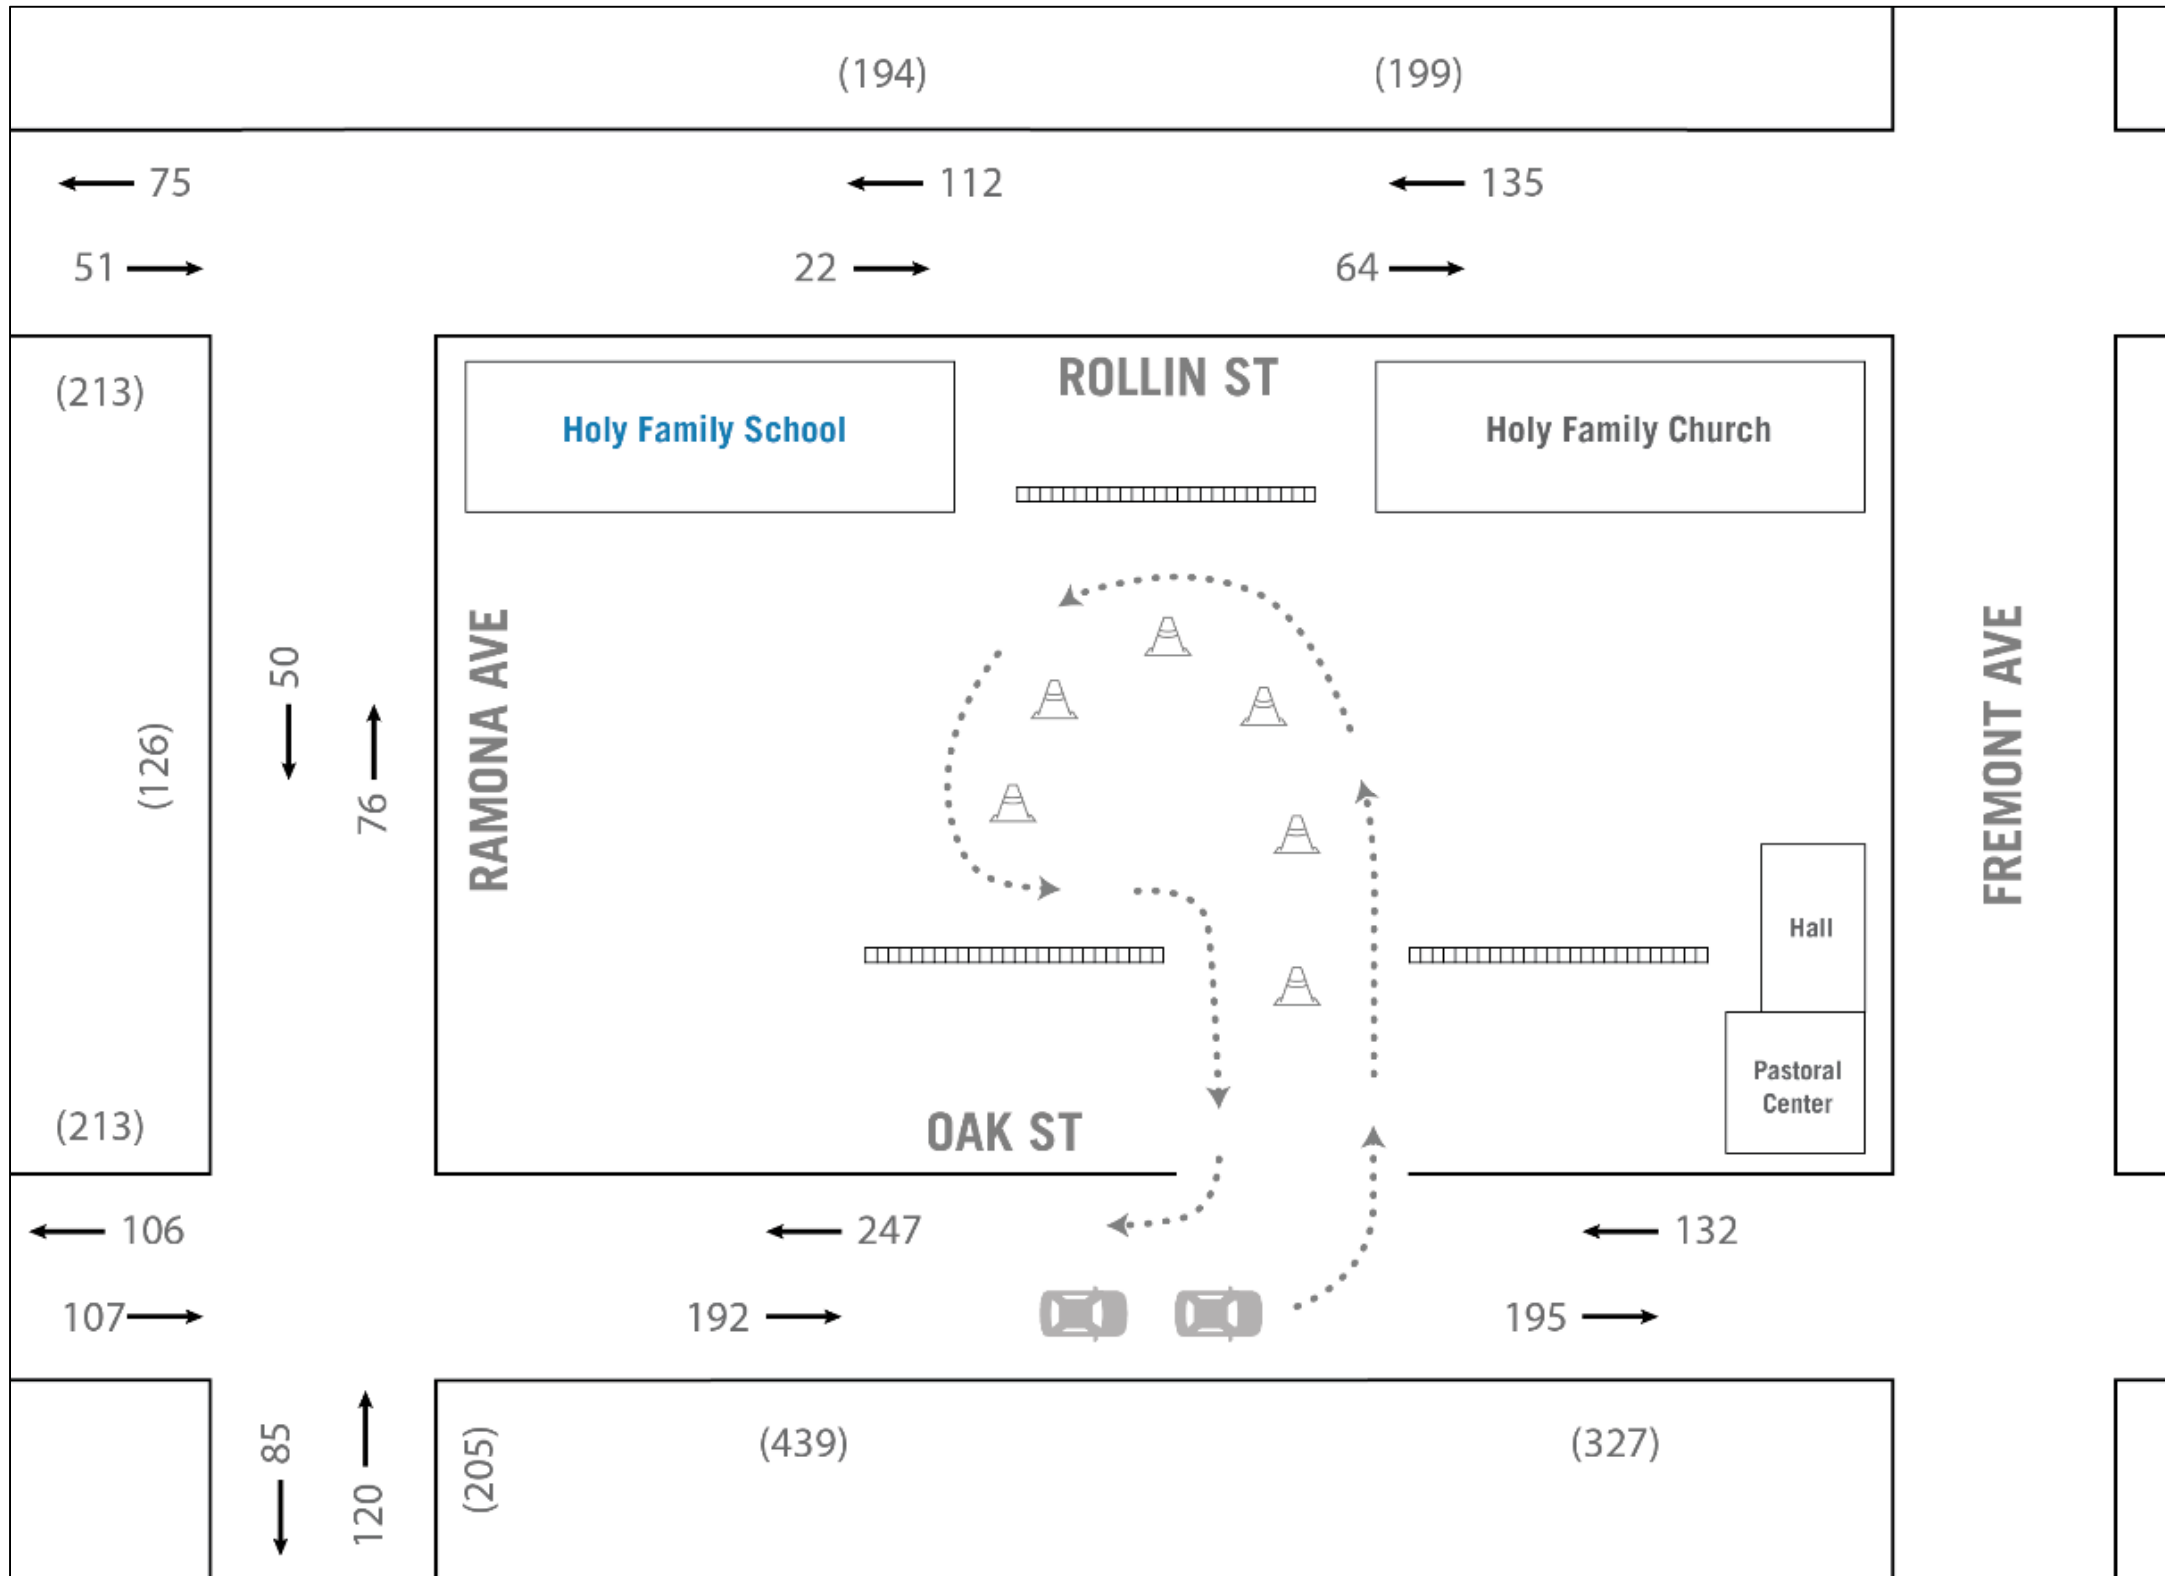 (194)
(199)
75
112
135
51
22
64
(213)
ROLLIN ST
Holy Family School
Holy Family Church
50
(126)
76
RAMONA AVE
FREMONT AVE
Hall
Pastoral
Center
(213)
OAK ST
106
247
132
107
192
195
85
120
(205)
(439)
(327)